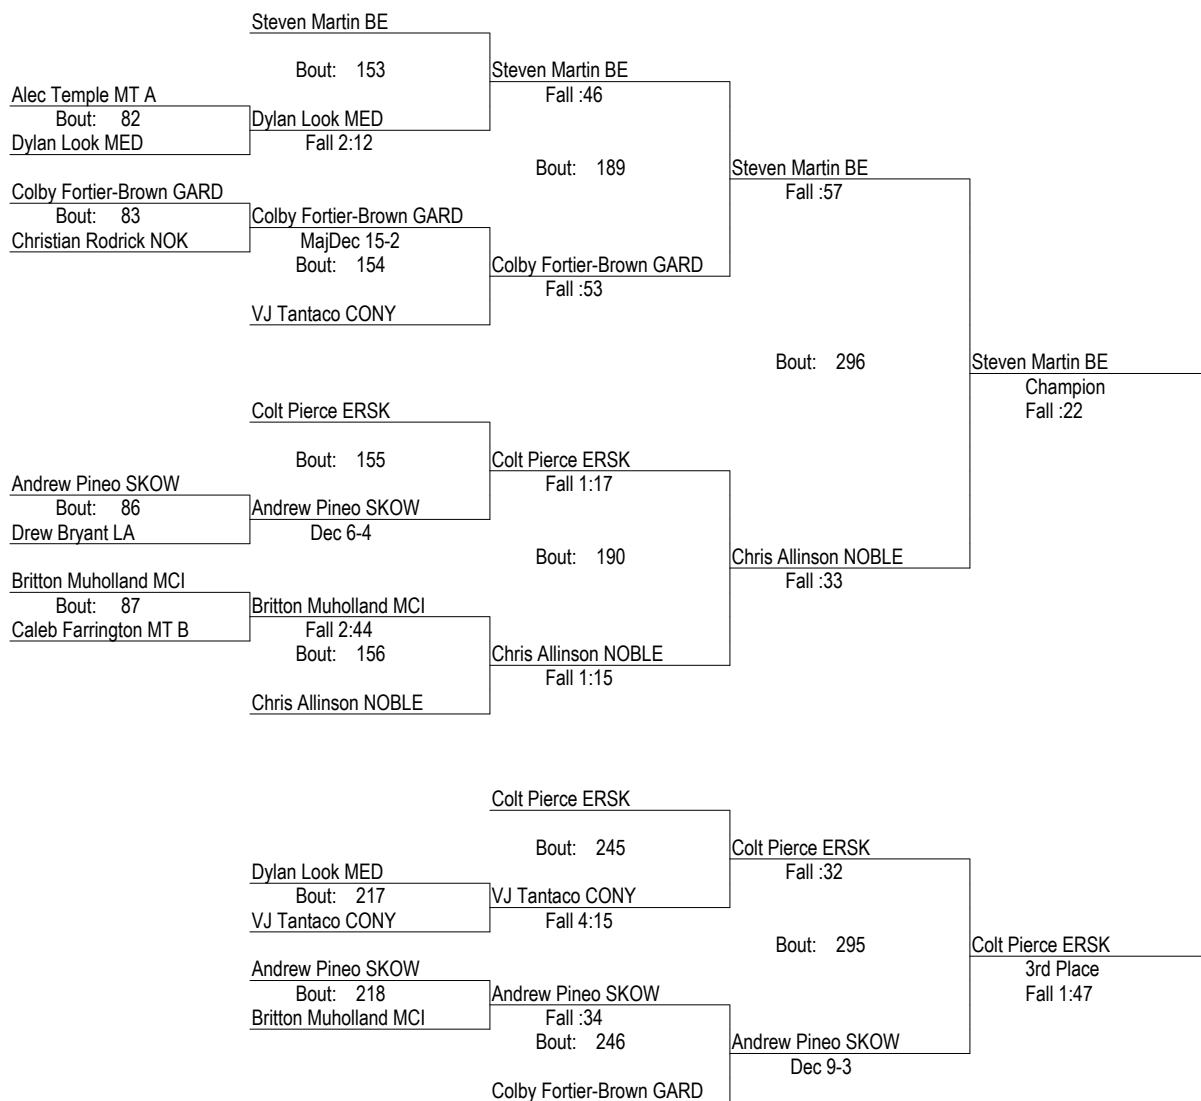 Steven Martin BE
Bout: 153
Steven Martin BE
Alec Temple MT A
Fall :46
Bout: 82
Dylan Look MED
Dylan Look MED
Fall 2:12
Bout: 189
Steven Martin BE
Colby Fortier-Brown GARD
Fall :57
Bout: 83
Colby Fortier-Brown GARD
Christian Rodrick NOK
MajDec 15-2
Bout: 154
Colby Fortier-Brown GARD
Fall :53
VJ Tantaco CONY
Bout: 296
Steven Martin BE
Champion
Colt Pierce ERSK
Fall :22
Bout: 155
Colt Pierce ERSK
Andrew Pineo SKOW
Fall 1:17
Bout: 86
Andrew Pineo SKOW
Drew Bryant LA
Dec 6-4
Bout: 190
Chris Allinson NOBLE
Britton Muholland MCI
Fall :33
Bout: 87
Britton Muholland MCI
Caleb Farrington MT B
Fall 2:44
Bout: 156
Chris Allinson NOBLE
Fall 1:15
Chris Allinson NOBLE
Colt Pierce ERSK
Bout: 245
Colt Pierce ERSK
Dylan Look MED
Fall :32
Bout: 217
VJ Tantaco CONY
VJ Tantaco CONY
Fall 4:15
Bout: 295
Colt Pierce ERSK
Andrew Pineo SKOW
3rd Place
Bout: 218
Andrew Pineo SKOW
Fall 1:47
Britton Muholland MCI
Fall :34
Bout: 246
Andrew Pineo SKOW
Dec 9-3
Colby Fortier-Brown GARD